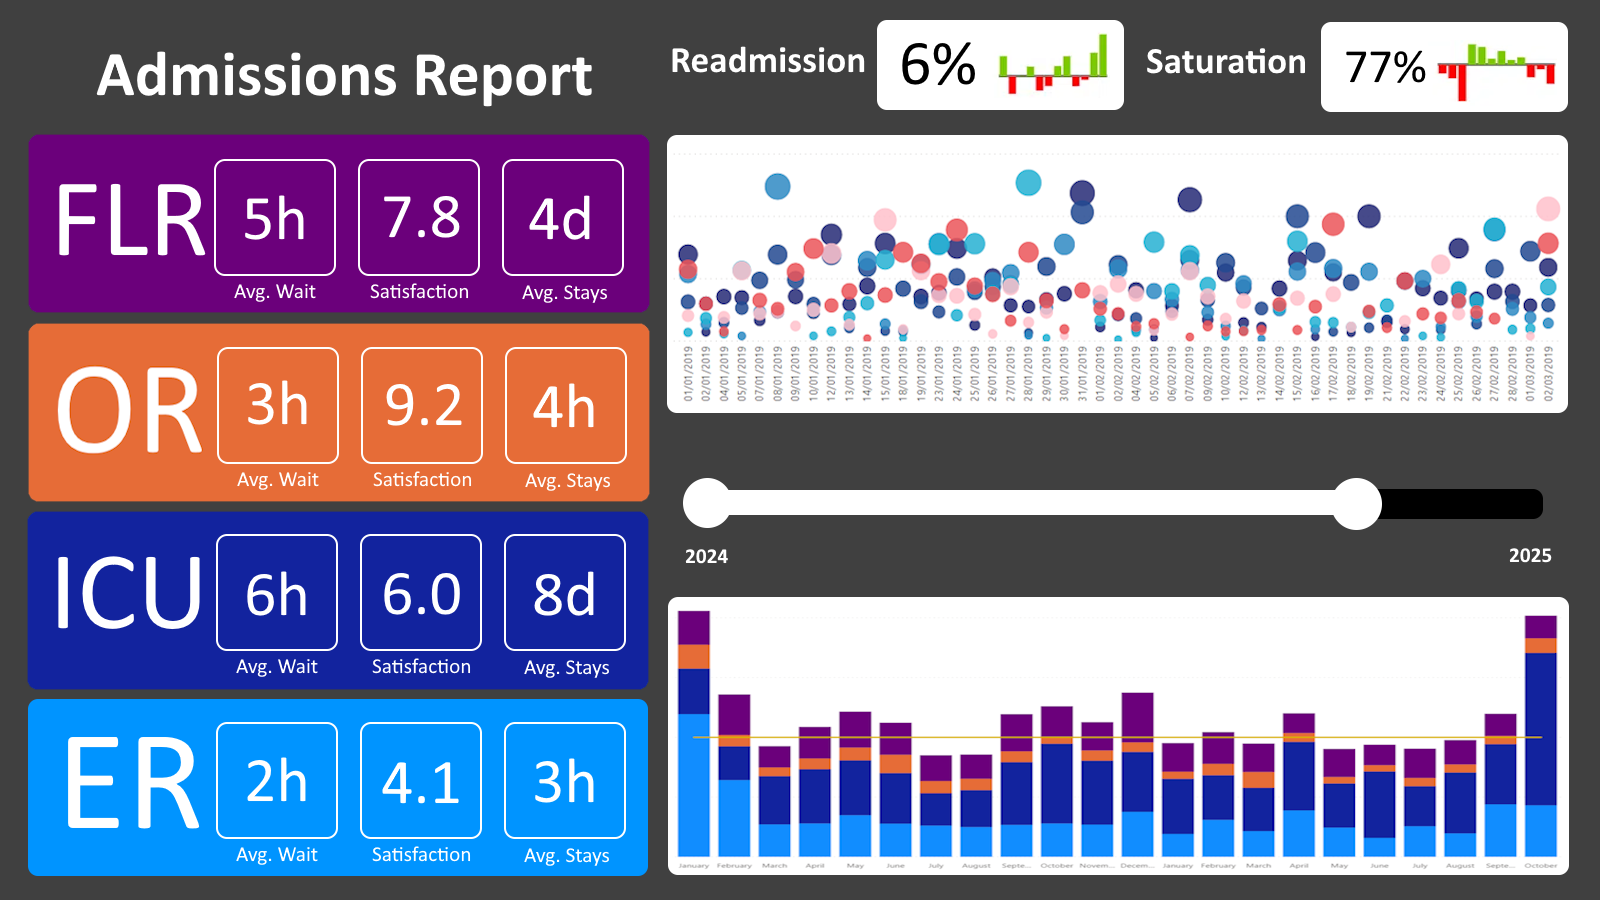 Admissions Report
Readmission
6%
Saturation
77%
FLR
5h
7.8
4d
Avg. Wait
Satisfaction
Avg. Stays
OR
3h
9.2
4h
Avg. Wait
Satisfaction
Avg. Stays
ICU
6h
6.0
8d
Avg. Wait
Satisfaction
Avg. Stays
ER
2h
4.1
3h
Avg. Wait
Satisfaction
Avg. Stays
01/01/2019
02/01/2019
04/01/2019
05/01/2019
07/01/2019
08/01/2019
09/01/2019
10/01/2019
12/01/2019
13/01/2019
14/01/2019
15/01/2019
18/01/2019
19/01/2019
23/01/2019
24/01/2019
25/01/2019
26/01/2019
27/01/2019
28/01/2019
29/01/2019
30/01/2019
31/01/2019
01/02/2019
02/02/2019
04/02/2019
05/02/2019
06/02/2019
07/02/2019
09/02/2019
10/02/2019
12/02/2019
13/02/2019
14/02/2019
15/02/2019
16/02/2019
17/02/2019
18/02/2019
19/02/2019
21/02/2019
22/02/2019
23/02/2019
24/02/2019
25/02/2019
26/02/2019
27/02/2019
28/02/2019
01/03/2019
02/03/2019
2024
2025
January
February
March
April
May
June
July
August
Septe...
October
Novem...
Decem...
January
February
March
April
May
June
July
August
Septe...
October